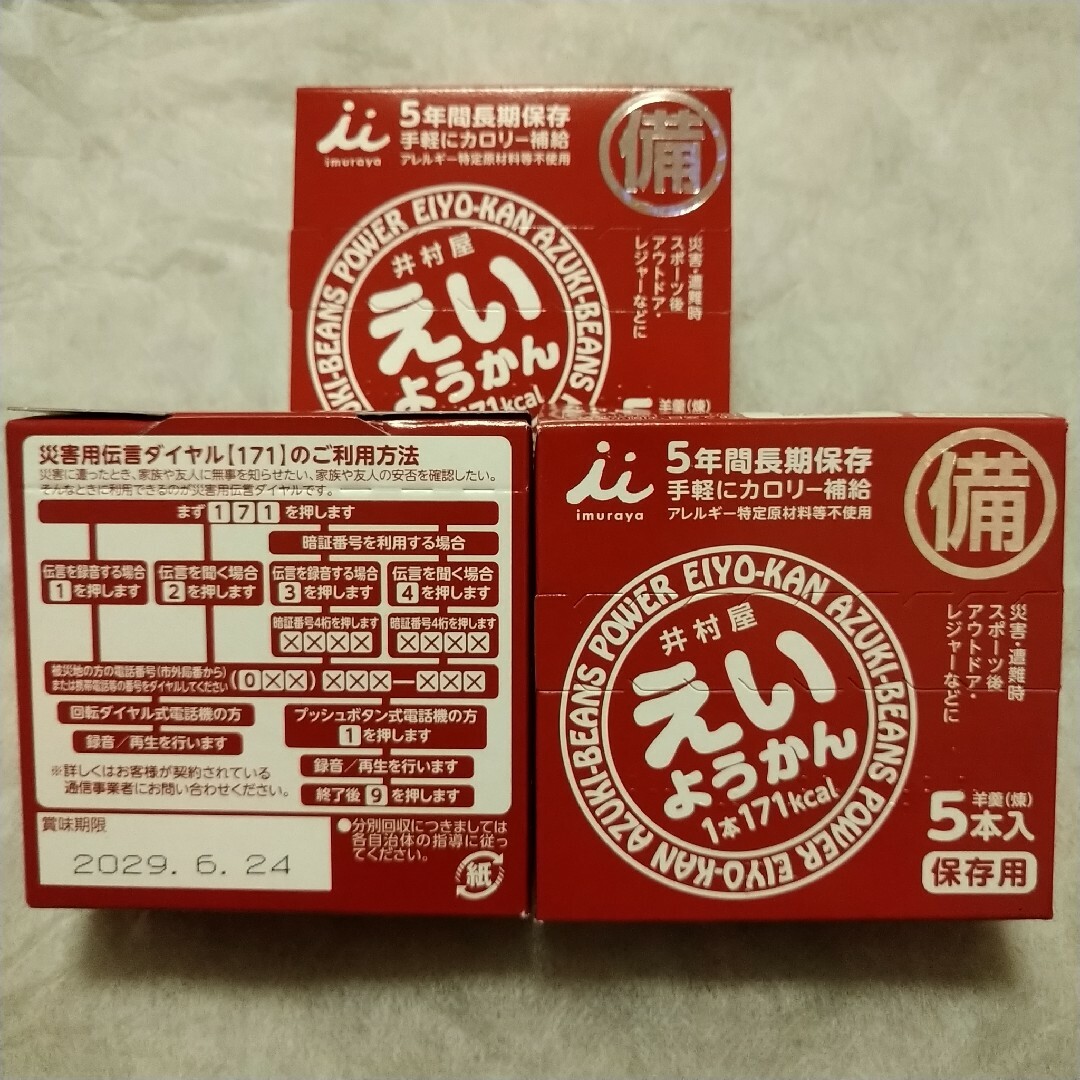 imuraya
5年間長期保存
手軽にカロリー補給
アレルギー特定原材料等不使用
備
災害・遭難時
スポーツ後
アウトドア・
レジャーなどに
POWER EIYO-KAN AZUKI-BEANS
井村屋
えい
ようかん
171kcal
羊羹(煉)
災害用伝言ダイヤル【171】のご利用方法
災害に遭ったとき、家族や友人に無事を知らせたい、家族や友人の安否を確認したい。
そんなときに利用できるのが災害用伝言ダイヤルです。
まず171を押します
暗証番号を利用する場合
伝言を録音する場合
1を押します
伝言を聞く場合
2を押します
伝言を録音する場合
3を押します
伝言を聞く場合
4を押します
暗証番号4桁を押します
××××
暗証番号4桁を押します
××××
被災地の方の電話番号(市外局番から)
または携帯電話等の番号をダイヤルしてください
(0××)×××―×××
回転ダイヤル式電話機の方
録音/再生を行います
プッシュボタン式電話機の方
1を押します
録音/再生を行います
終了後9を押します
※詳しくはお客様が契約されている
通信事業者にお問い合わせください。
賞味期限
2029. 6. 24
●分別回収につきましては
各自治体の指導に従っ
てください。
紙
imuraya
5年間長期保存
手軽にカロリー補給
アレルギー特定原材料等不使用
備
災害・遭難時
スポーツ後
アウトドア・
レジャーなどに
POWER EIYO-KAN AZUKI-BEANS POWER EIYO-KAN AZUKI-BEANS
井村屋
えい
ようかん
1本171kcal
羊羹(煉)
5本入
保存用